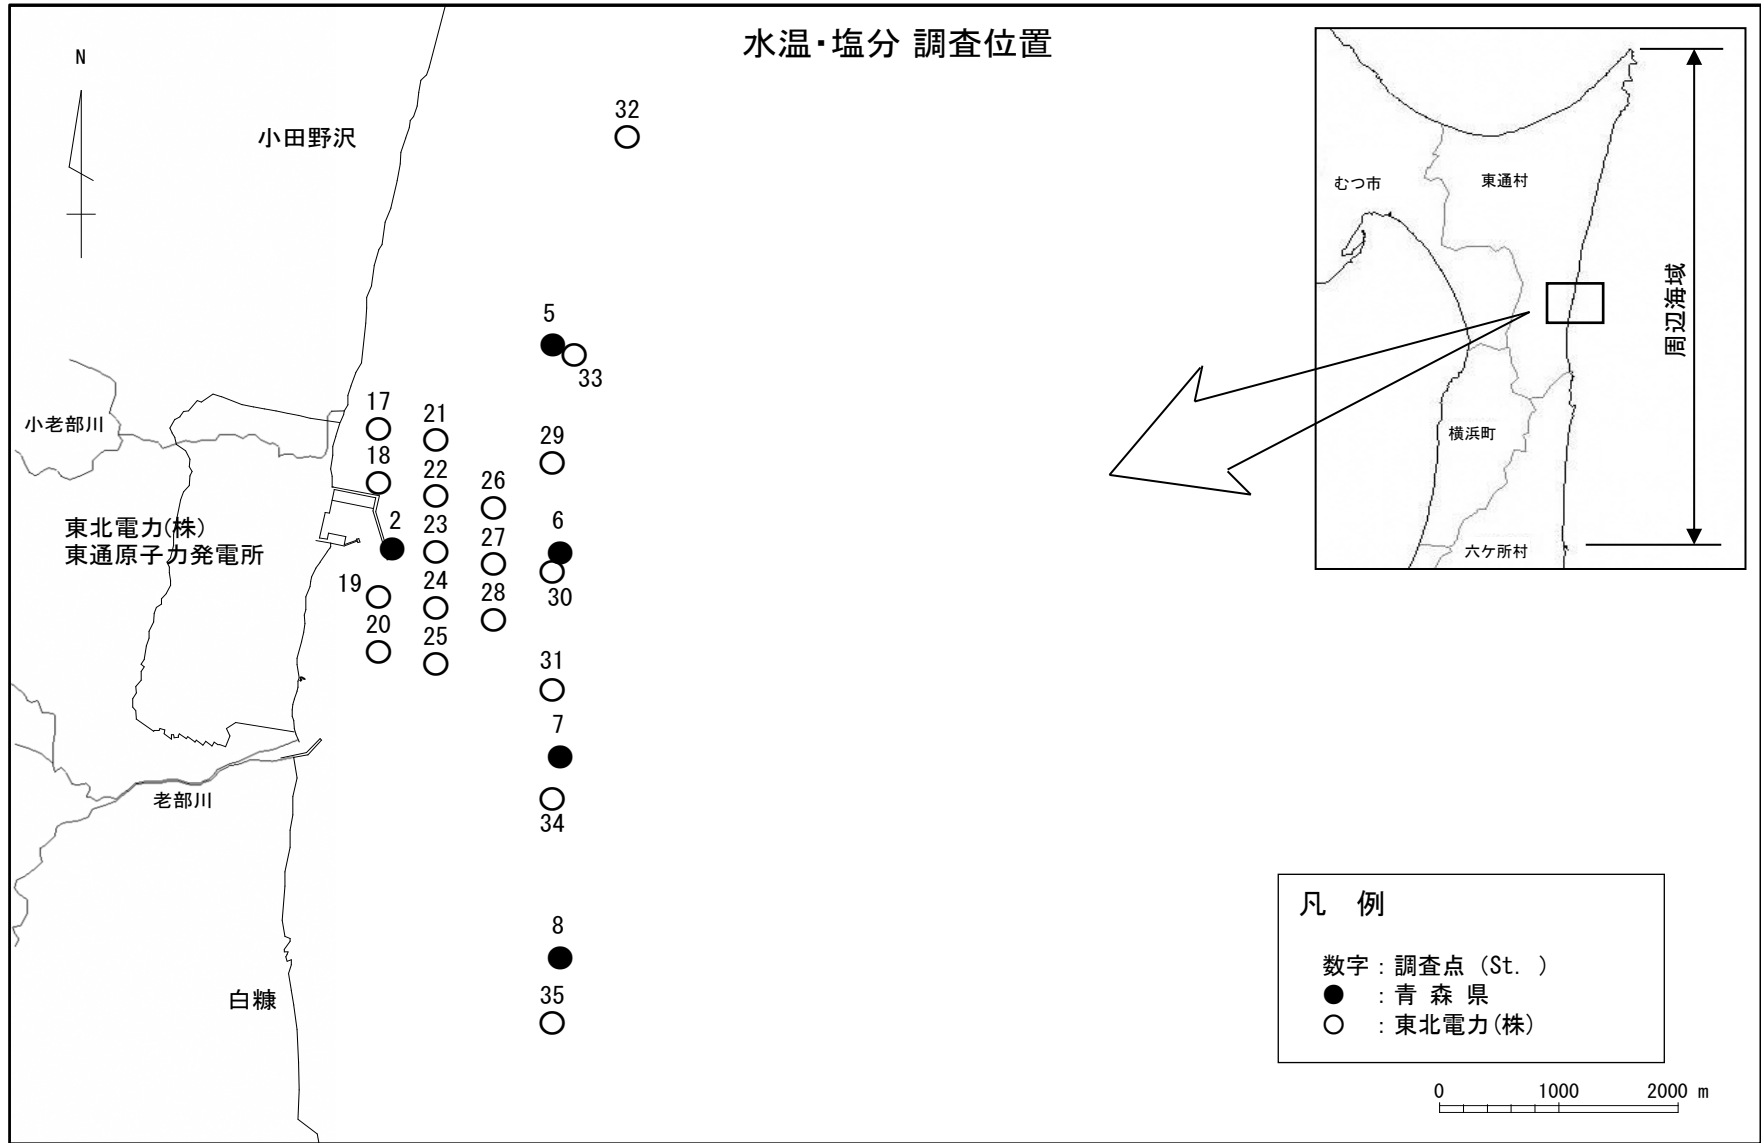 水温・塩分 調査位置
N
小田野沢
32
むつ市
東通村
周辺海域
5
33
小老部川
17
21
29
18
22
26
横浜町
東北電力(株)
東通原子力発電所
2
23
6
27
六ケ所村
19
24
28
30
20
25
31
7
老部川
34
8
白糠
35
凡 例
数字：調査点（St. ）
●：青 森 県
○：東北電力(株)
0 1000 2000 m